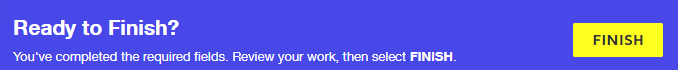 Ready to Finish?
You've completed the required fields. Review your work, then select FINISH.
FINISH